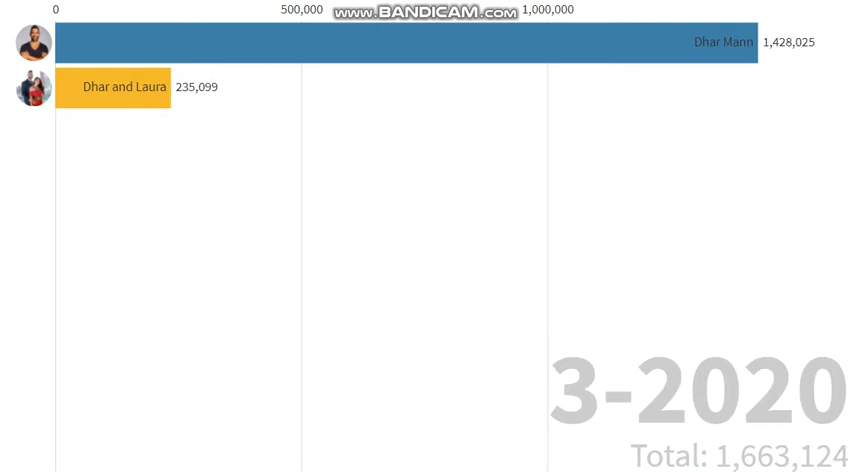 0 500,000 www.BANDICAM.com 1,000,000
Dhar Mann 1,428,025
Dhar and Laura 235,099
3-2020
Total: 1,663,124